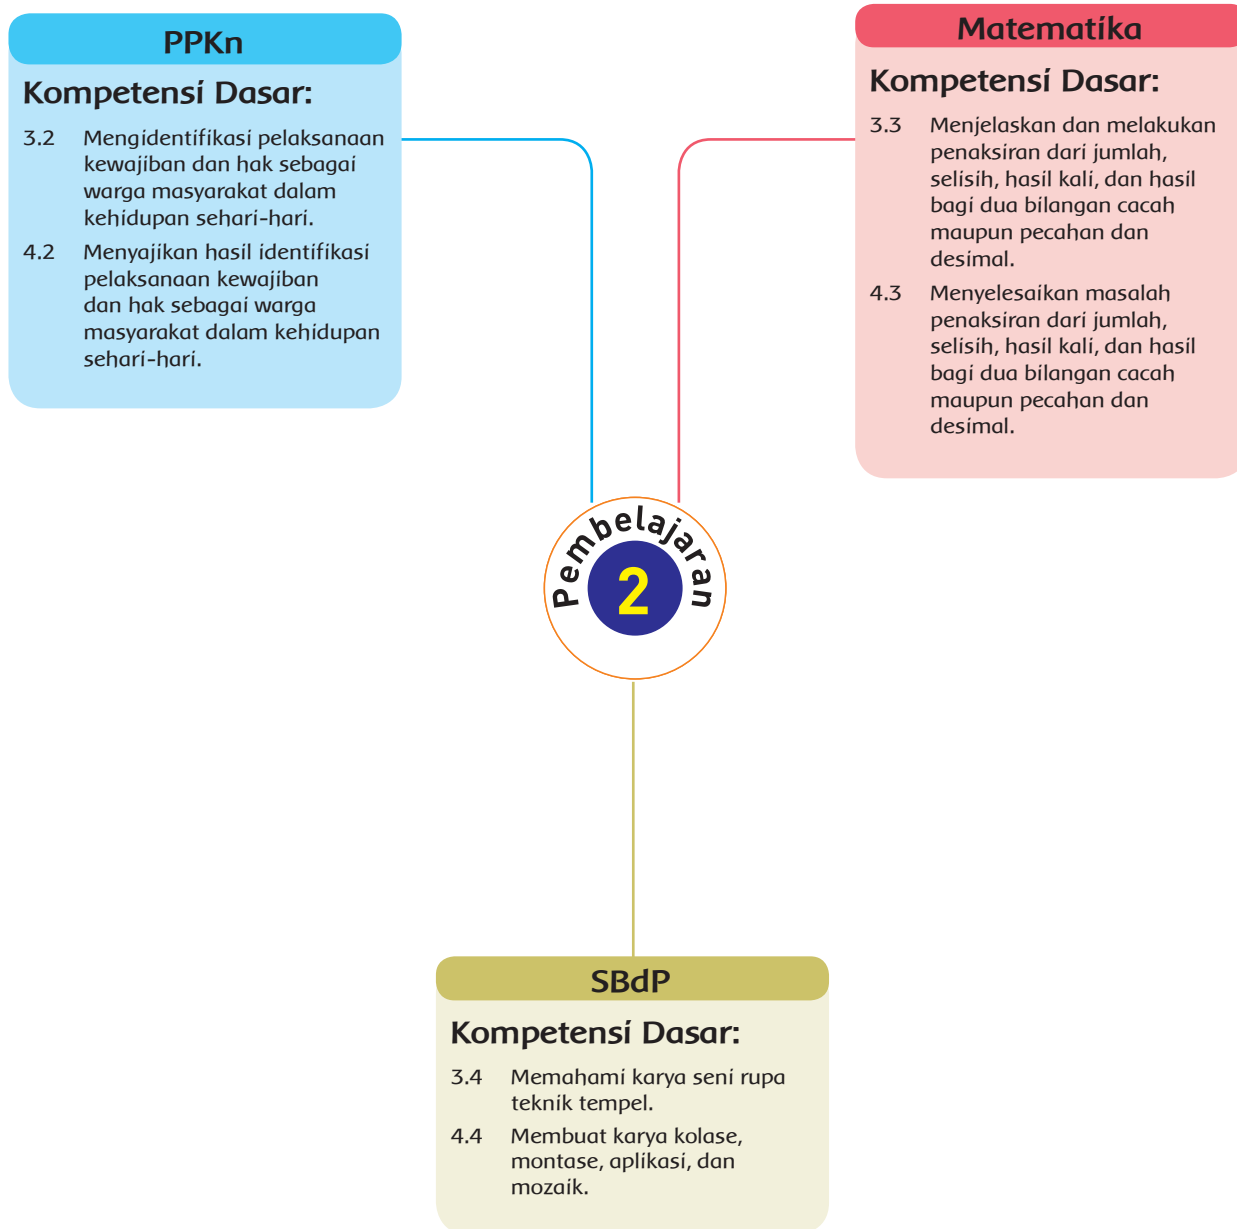 PPKn
Kompetensi Dasar:
3.2 Mengidentifikasi pelaksanaan
kewajiban dan hak sebagai
warga masyarakat dalam
kehidupan sehari-hari.
4.2 Menyajikan hasil identifikasi
pelaksanaan kewajiban
dan hak sebagai warga
masyarakat dalam kehidupan
sehari-hari.
Matematika
Kompetensi Dasar:
3.3 Menjelaskan dan melakukan
penaksiran dari jumlah,
selisih, hasil kali, dan hasil
bagi dua bilangan cacah
maupun pecahan dan
desimal.
4.3 Menyelesaikan masalah
penaksiran dari jumlah,
selisih, hasil kali, dan hasil
bagi dua bilangan cacah
maupun pecahan dan
desimal.
Pembelajaran
2
SBdP
Kompetensi Dasar:
3.4 Memahami karya seni rupa
teknik tempel.
4.4 Membuat karya kolase,
montase, aplikasi, dan
mozaik.